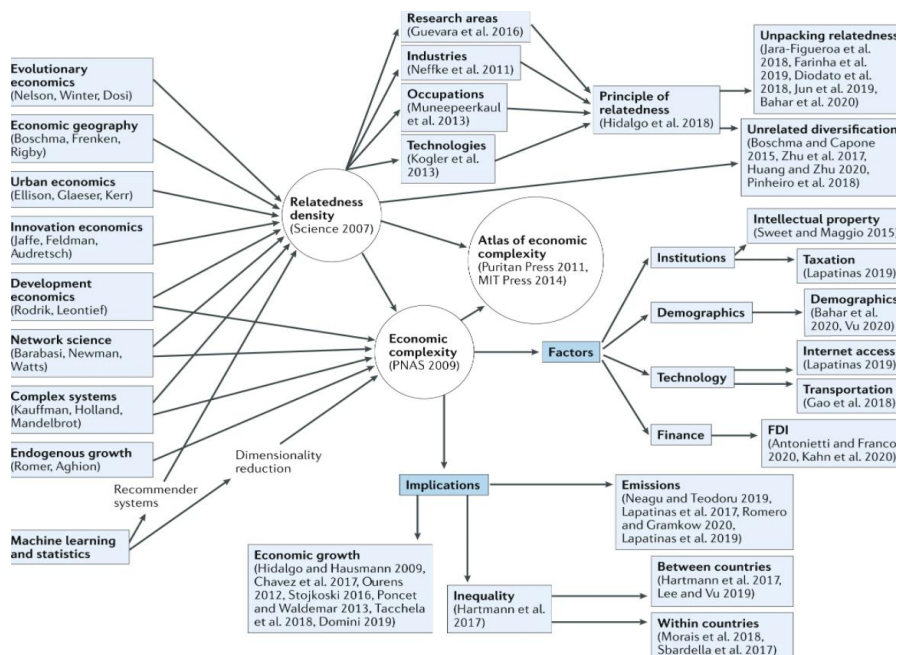 Evolutionary
economics
(Nelson, Winter, Dosi)
Economic geography
(Boschma, Frenken,
Rigby)
Urban economics
(Ellison, Glaeser, Kerr)
Innovation economics
(Jaffe, Feldman,
Audretsch)
Development
economics
(Rodrik, Leontief)
Network science
(Barabasi, Newman,
Watts)
Complex systems
(Kauffman, Holland,
Mandelbrot)
Endogenous growth
(Romer, Aghion)
Machine learning
and statistics
Recommender
systems
Dimensionality
reduction
Relatedness
density
(Science 2007)
Economic
complexity
(PNAS 2009)
Atlas of economic
complexity
(Puritan Press 2011,
MIT Press 2014)
Research areas
(Guevara et al. 2016)
Industries
(Neffke et al. 2011)
Occupations
(Muneepeerkaul
et al. 2013)
Technologies
(Kogler et al.
2013)
Principle of
relatedness
(Hidalgo et al. 2018)
Unpacking relatedness
(Jara-Figueroa et al.
2018, Farinha et al.
2019, Diodato et al.
2018, Jun et al. 2019,
Bahar et al. 2020)
Unrelated diversification
(Boschma and Capone
2015, Zhu et al. 2017,
Huang and Zhu 2020,
Pinheiro et al. 2018)
Factors
Institutions
Intellectual property
(Sweet and Maggio 2015)
Taxation
(Lapatinas 2019)
Demographics
Demographics
(Bahar et al.
2020, Vu 2020)
Technology
Internet access
(Lapatinas 2019)
Transportation
(Gao et al. 2018)
Finance
FDI
(Antonietti and Franco
2020, Kahn et al. 2020)
Implications
Emissions
(Neagu and Teodoru 2019,
Lapatinas et al. 2017, Romero
and Gramkow 2020,
Lapatinas et al. 2019)
Economic growth
(Hidalgo and Hausmann 2009,
Chavez et al. 2017, Ourens
2012, Stojkoski 2016, Poncet
and Waldemar 2013, Tacchela
et al. 2018, Domini 2019)
Inequality
(Hartmann et al.
2017)
Between countries
(Hartmann et al. 2017,
Lee and Vu 2019)
Within countries
(Morais et al. 2018,
Sbardella et al. 2017)